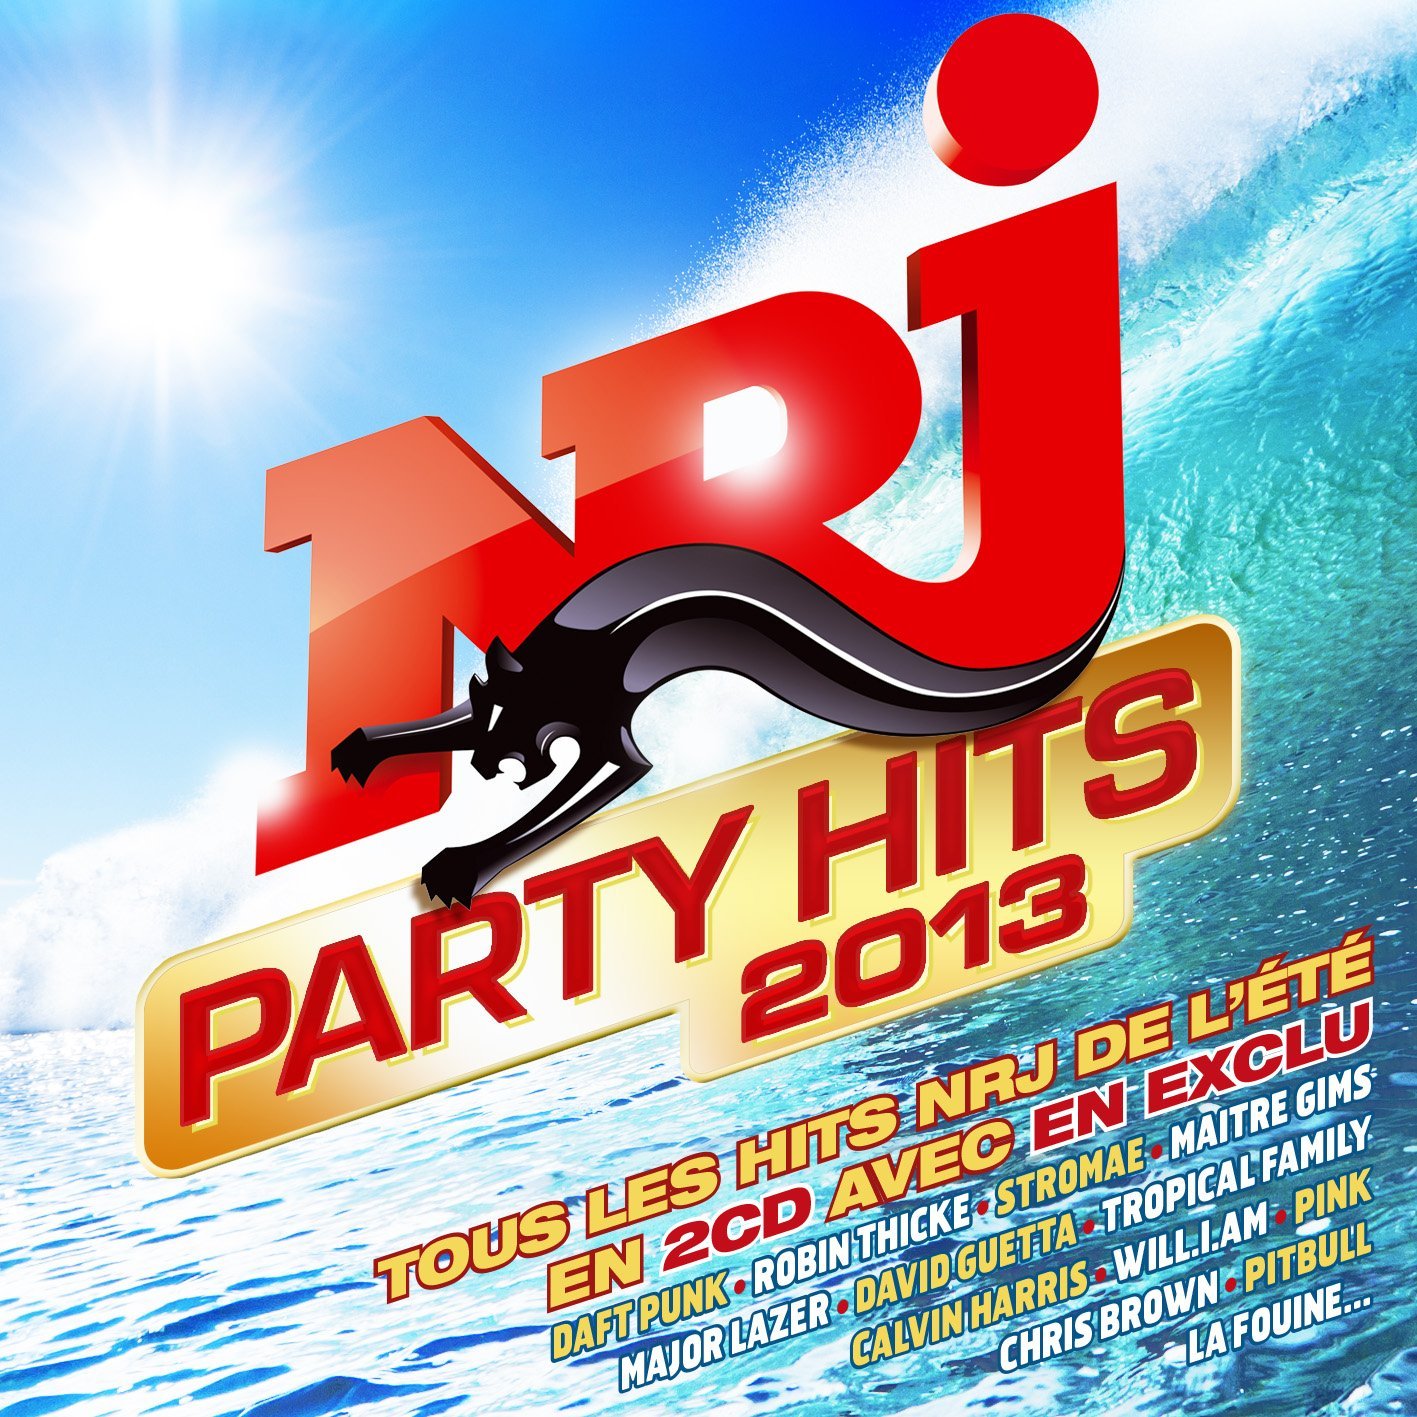 NRJ
PARTY HITS
2013
TOUS LES HITS NRJ DE L'ÉTÉ
EN 2CD AVEC EN EXCLU
DAFT PUNK • ROBIN THICKE • STROMAE • MAITRE GIMS
MAJOR LAZER • DAVID GUETTA • TROPICAL FAMILY
CALVIN HARRIS • WILL.I.AM • PINK
CHRIS BROWN • PITBULL
LA FOUINE...